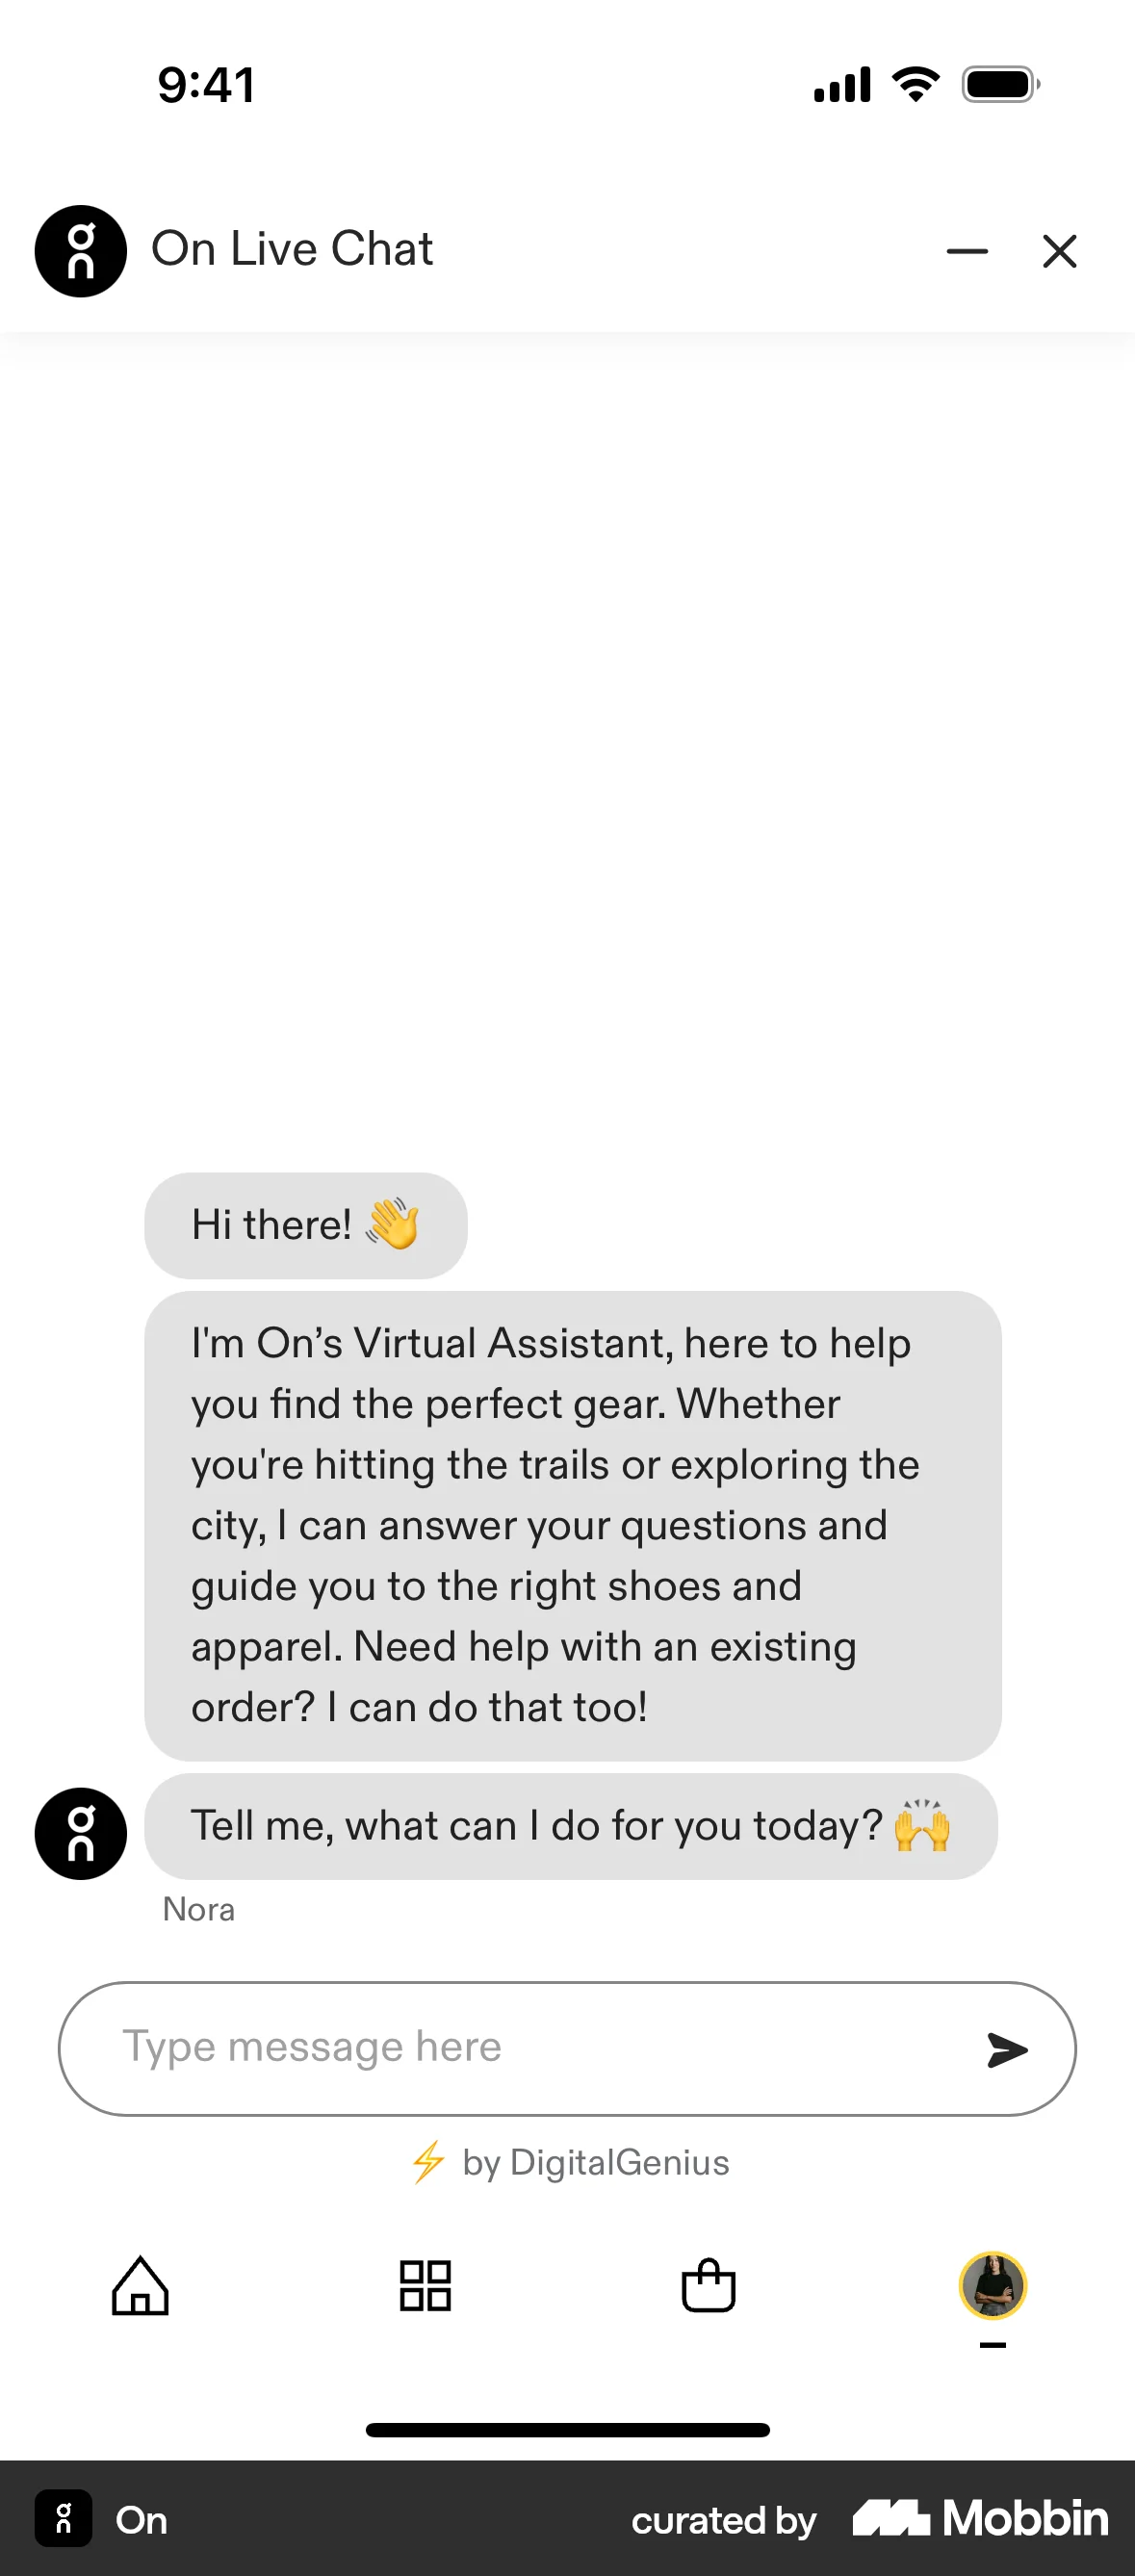 9:41
On Live Chat
Hi there! 👋
I'm On’s Virtual Assistant, here to help
you find the perfect gear. Whether
you're hitting the trails or exploring the
city, I can answer your questions and
guide you to the right shoes and
apparel. Need help with an existing
order? I can do that too!
Tell me, what can I do for you today? 🙌
Nora
Type message here
⚡ by DigitalGenius
On
curated by Mobbin